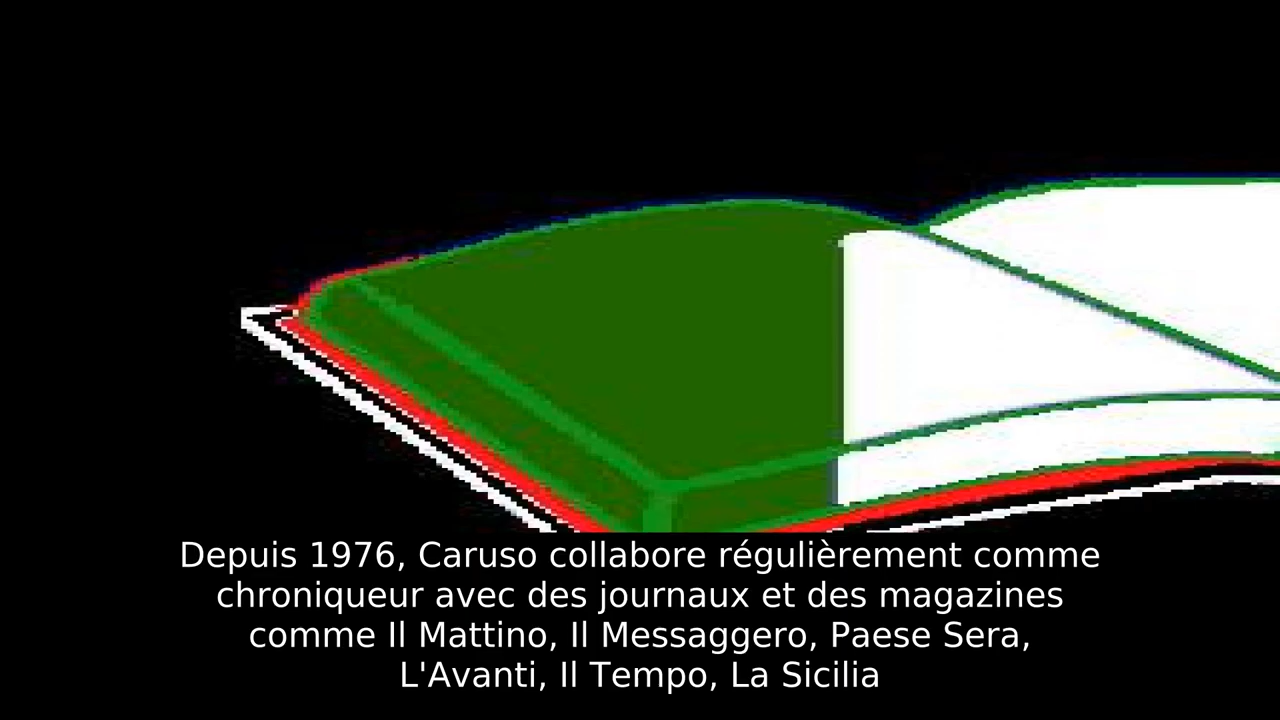 Depuis 1976, Caruso collabore régulièrement comme
chroniqueur avec des journaux et des magazines
comme Il Mattino, Il Messaggero, Paese Sera,
L'Avanti, Il Tempo, La Sicilia